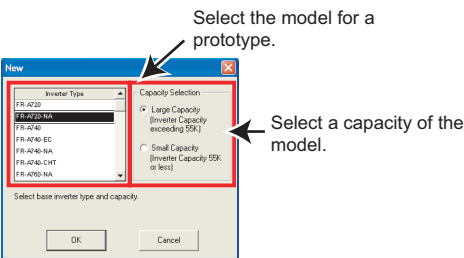 Select the model for a
prototype.
New
Inverter Type
FR-A720
FR-A720-NA
FR-A740
FR-A740-EC
FR-A740-NA
FR-A740-CHT
FR-A760-NA
Capacity Selection
Large Capacity
(Inverter Capacity
exceeding 55K)
Small Capacity
(Inverter Capacity 55K
or less)
Select a capacity of the
model.
Select base inverter type and capacity.
OK
Cancel